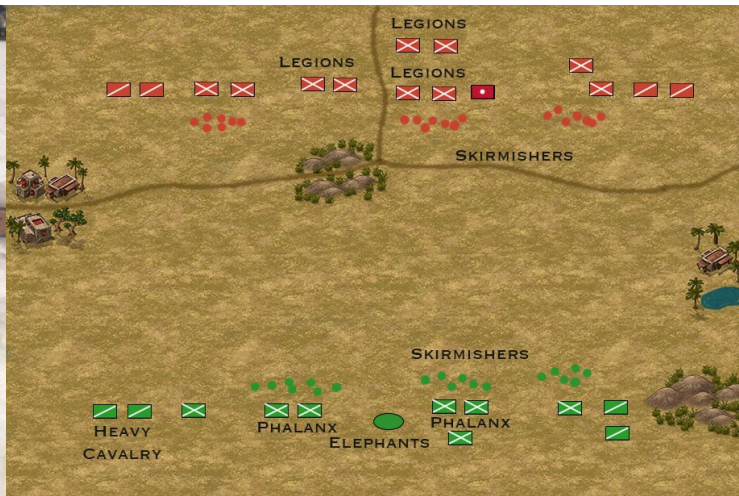 Legions
Legions
Legions
Skirmishers
Skirmishers
Phalanx
Phalanx
Heavy
Cavalry
Elephants